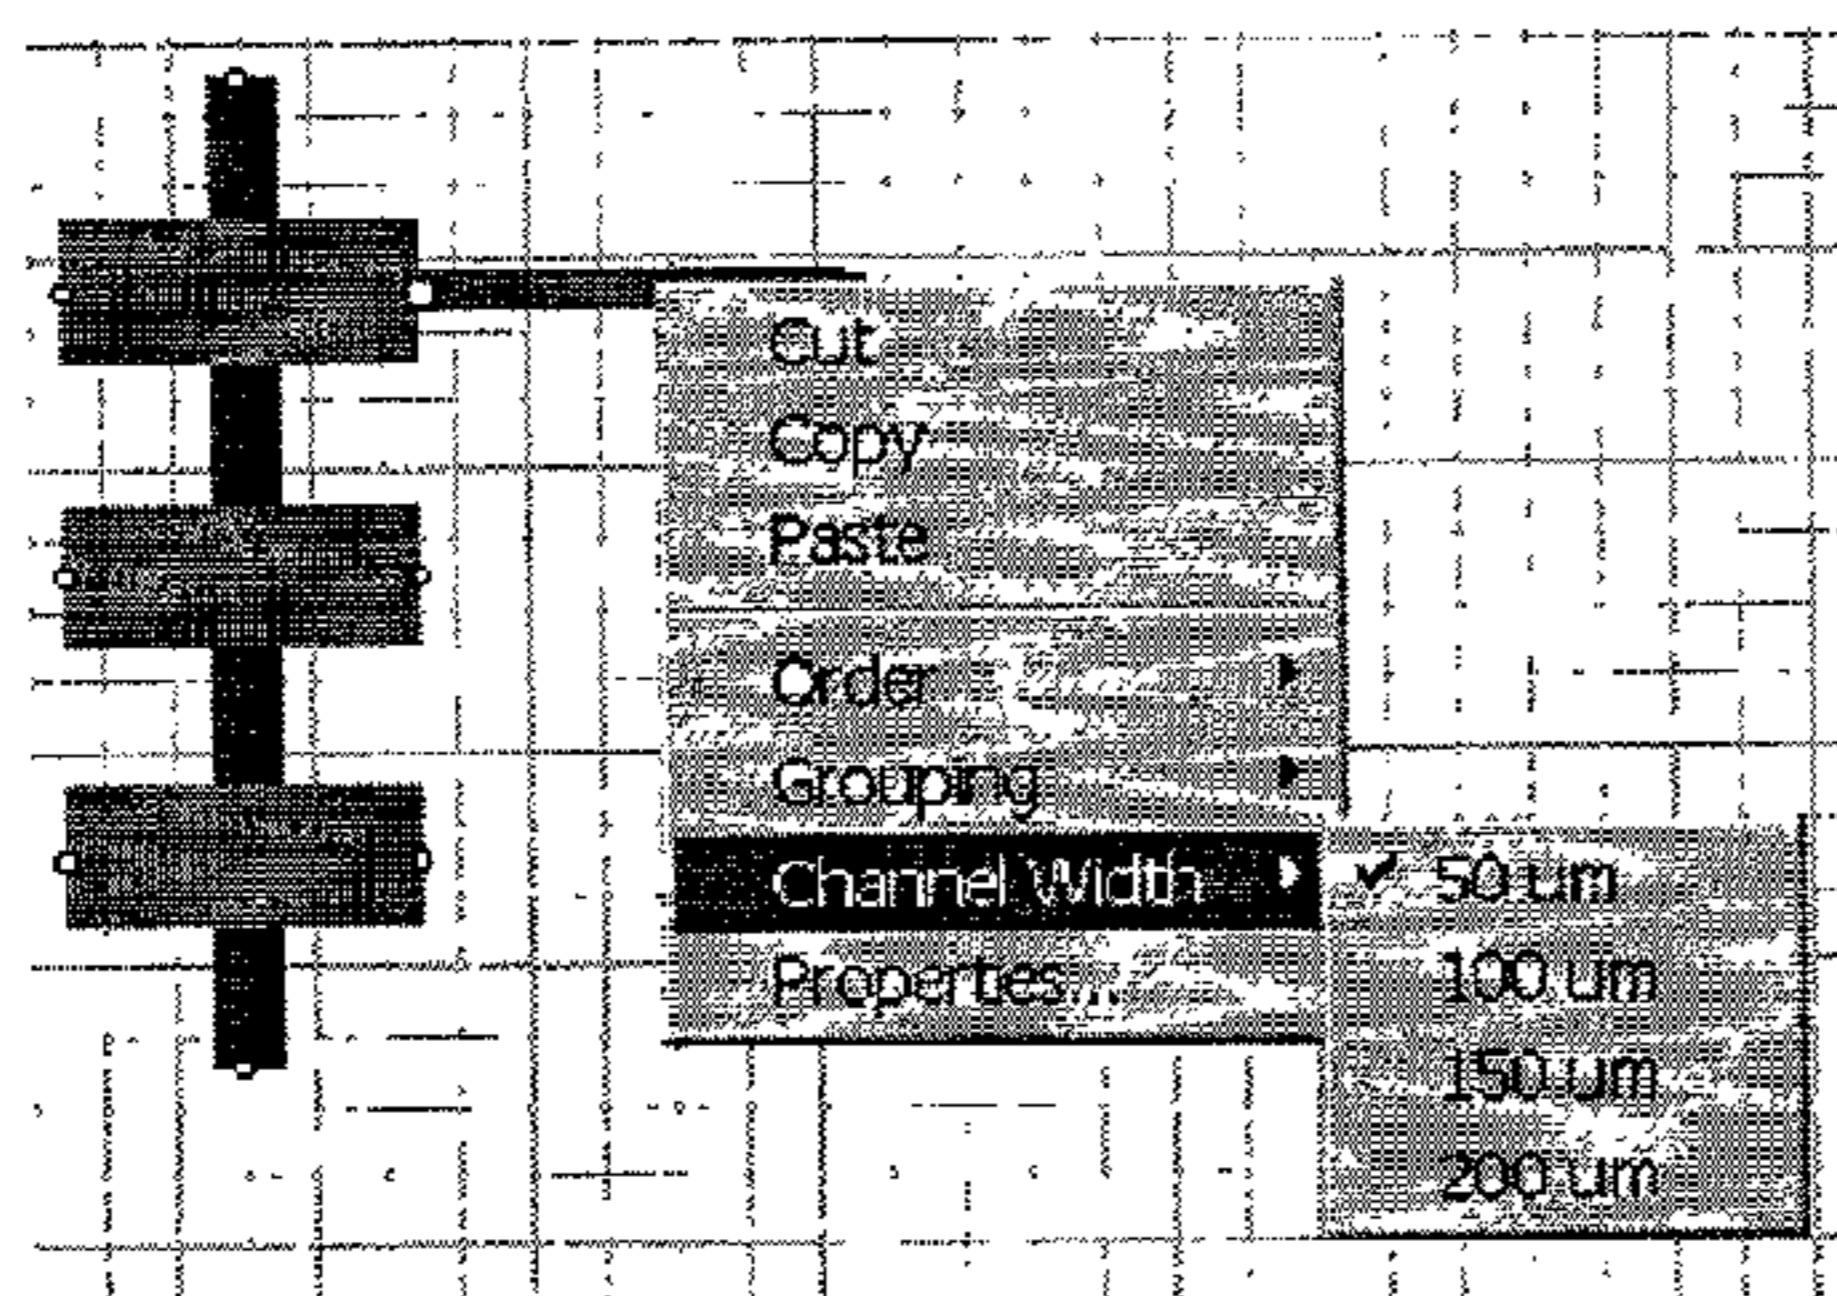 Cut
Copy
Paste
Order
Grouping
Channel Width
Properties...
50 um
100 um
150 um
200 um